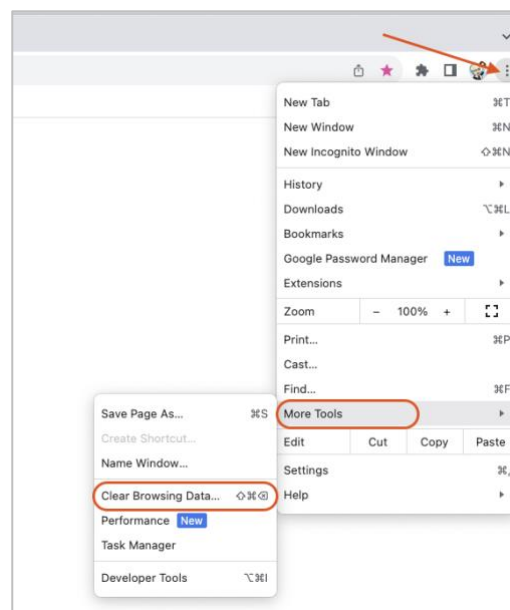 New Tab ⌘T
New Window ⌘N
New Incognito Window ⇧⌘N
History
Downloads ⌥⌘L
Bookmarks
Google Password Manager New
Extensions
Zoom − 100% +
Print... ⌘P
Cast...
Find... ⌘F
More Tools
Edit Cut Copy Paste
Settings ⌘,
Help
Save Page As... ⌘S
Create Shortcut...
Name Window...
Clear Browsing Data... ⇧⌘⌫
Performance New
Task Manager
Developer Tools ⌥⌘I